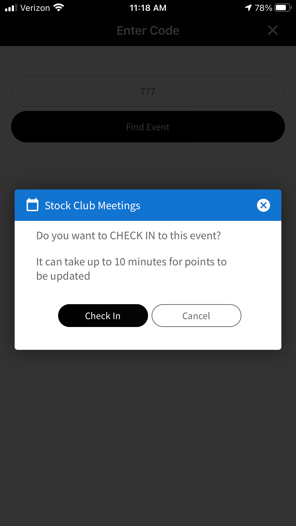 Verizon 11:18 AM 78%
Enter Code
777
Find Event
Stock Club Meetings
Do you want to CHECK IN to this event?
It can take up to 10 minutes for points to
be updated
Check In Cancel